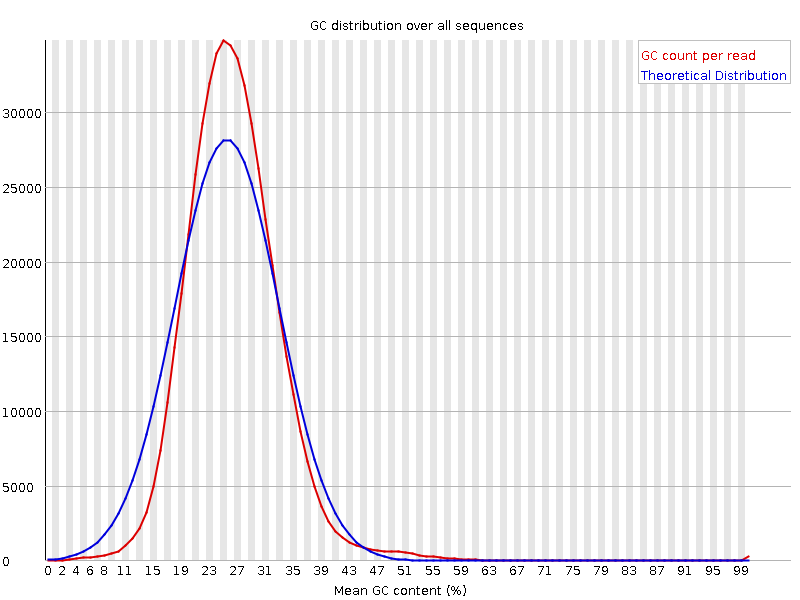 GC distribution over all sequences
GC count per read
Theoretical Distribution
30000
25000
20000
15000
10000
5000
0
0 2 4 6 8 11 15 19 23 27 31 35 39 43 47 51 55 59 63 67 71 75 79 83 87 91 95 99
Mean GC content (%)